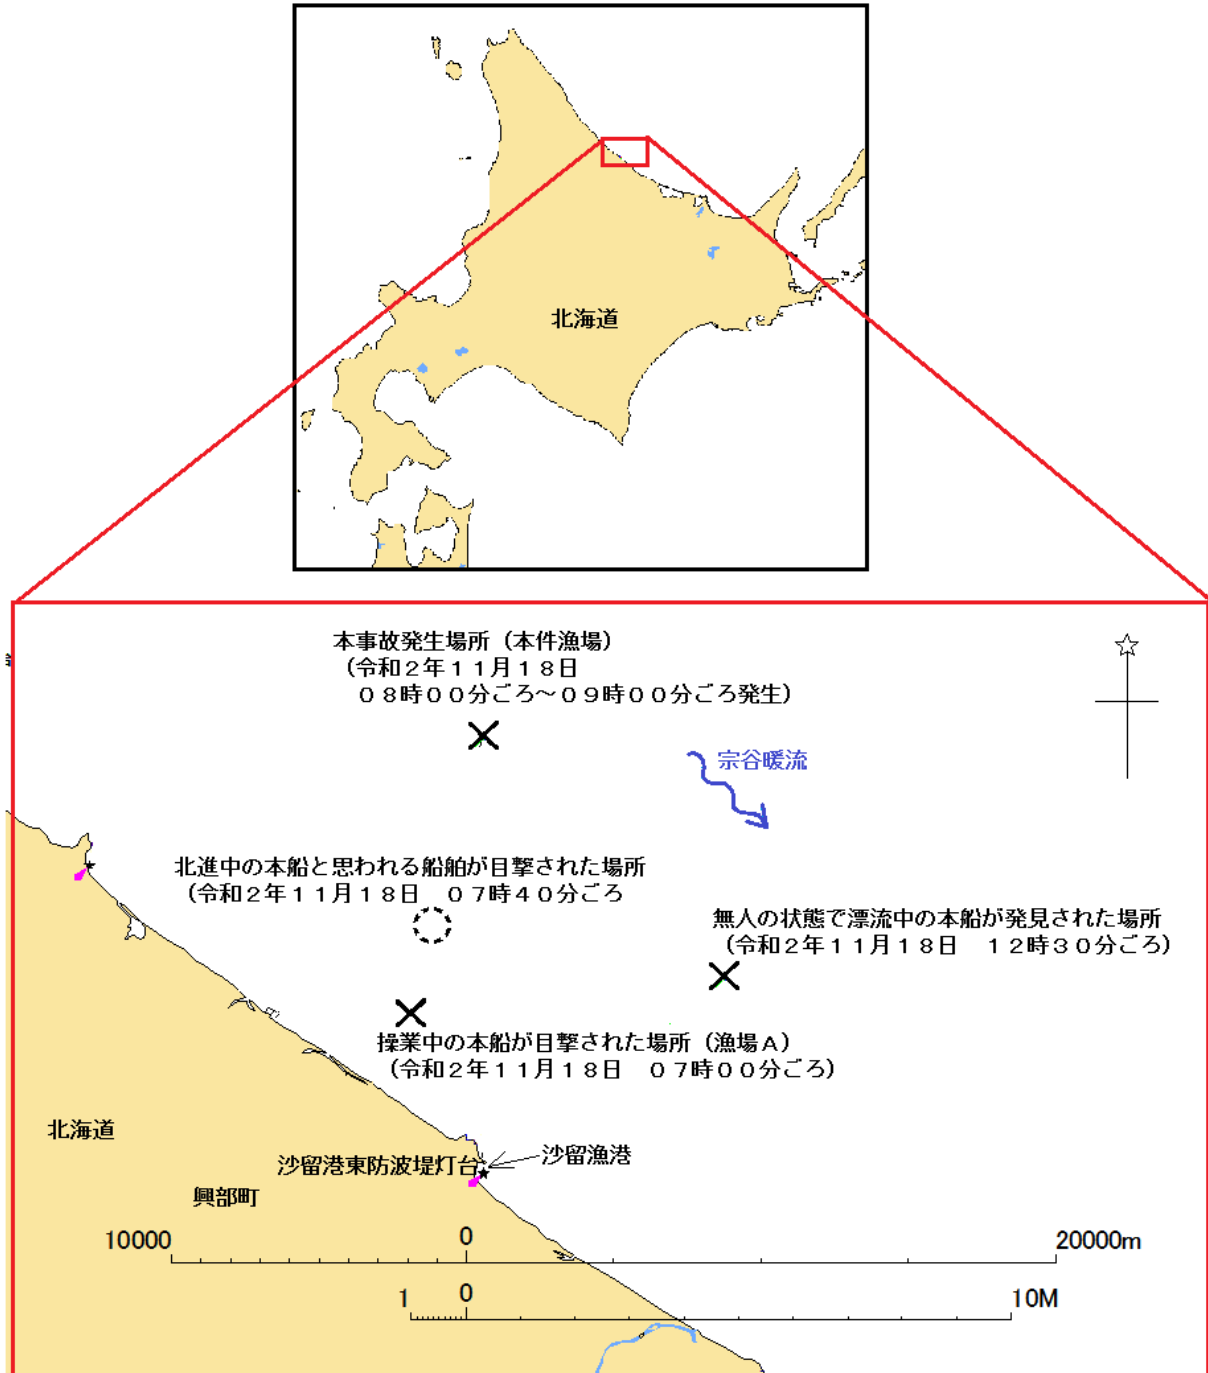 北海道
本事故発生場所（本件漁場）
（令和２年１１月１８日
０８時００分ごろ～０９時００分ごろ発生）
宗谷暖流
北進中の本船と思われる船舶が目撃された場所
（令和２年１１月１８日　０７時４０分ごろ
無人の状態で漂流中の本船が発見された場所
（令和２年１１月１８日　１２時３０分ごろ）
操業中の本船が目撃された場所（漁場Ａ）
（令和２年１１月１８日　０７時００分ごろ）
北海道
沙留漁港
沙留港東防波堤灯台
興部町
10000 0 20000m
1 0 10M